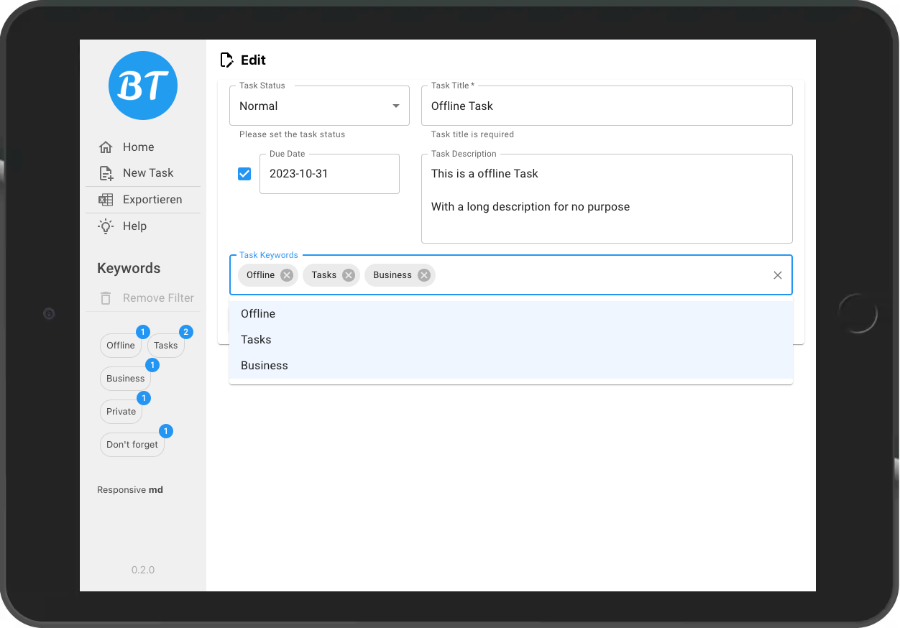 BT
Home
New Task
Exportieren
Help
Keywords
Remove Filter
1
2
Offline
Tasks
1
Business
1
Private
1
Don't forget
Responsive md
0.2.0
Edit
Task Status
Normal
Please set the task status
Task Title *
Offline Task
Task title is required
Due Date
2023-10-31
Task Description
This is a offline Task
With a long description for no purpose
Task Keywords
Offline Tasks Business
Offline
Tasks
Business